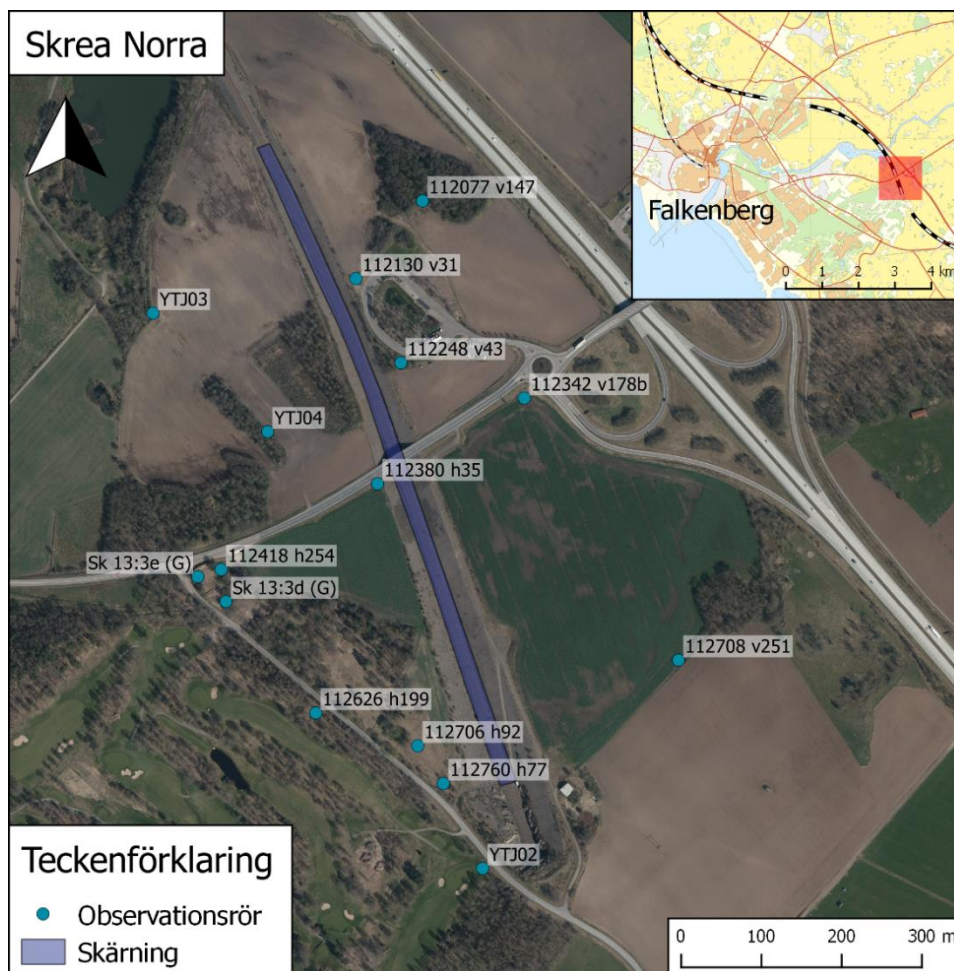 Skrea Norra
Falkenberg
0 1 2 3 4 km
112077 v147
112130 v31
YTJ03
112248 v43
112342 v178b
YTJ04
112380 h35
Sk 13:3e (G)
112418 h254
Sk 13:3d (G)
112708 v251
112626 h199
112706 h92
112760 h77
YTJ02
Teckenförklaring
Observationsrör
Skärning
0 100 200 300 m